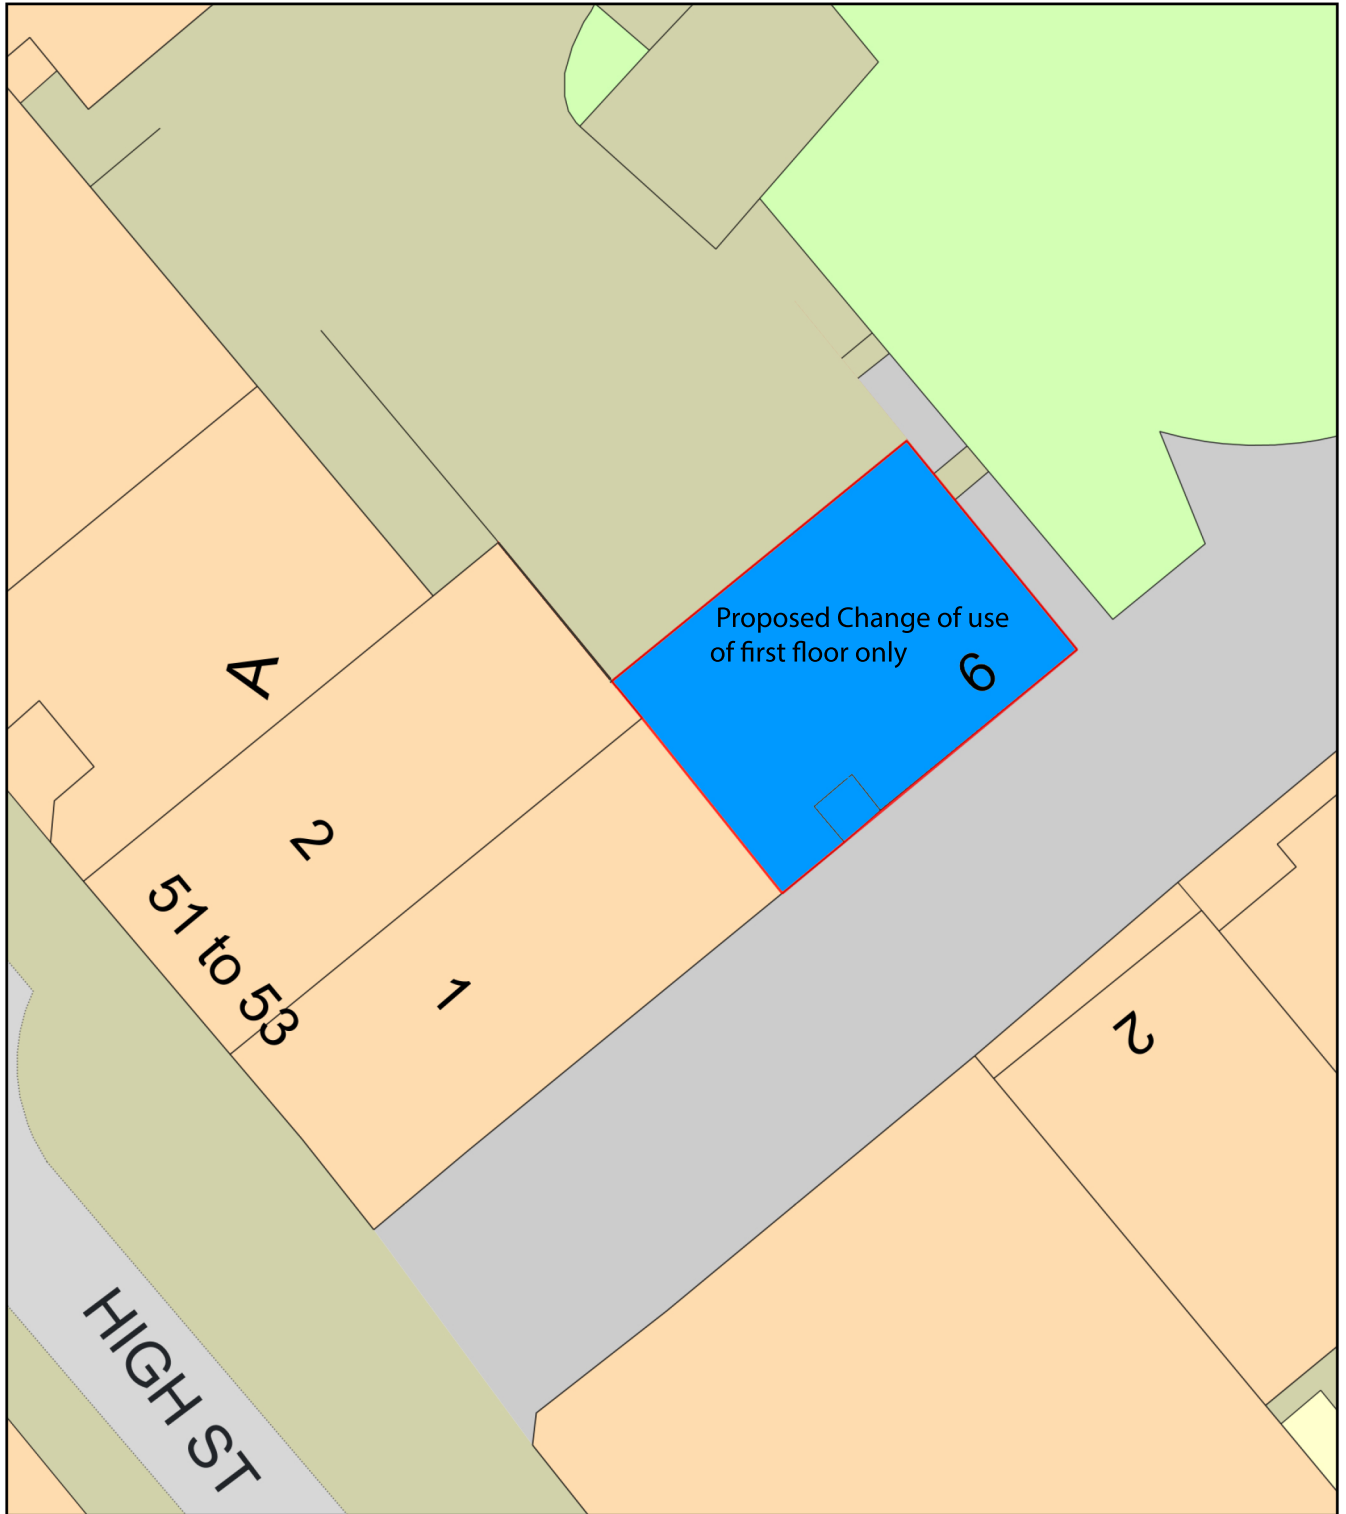 Proposed Change of use
of first floor only
6
A
2
51 to 53
1
2
HIGH ST